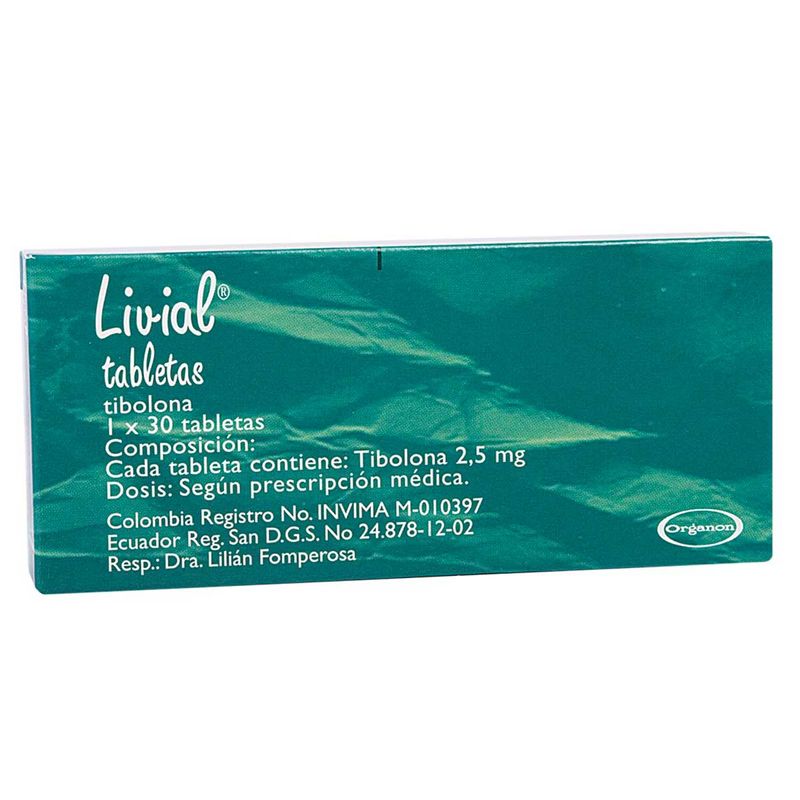 Livial®
tabletas
tibolona
1 x 30 tabletas
Composición:
Cada tableta contiene: Tibolona 2,5 mg
Dosis: Según prescripción médica.
Colombia Registro No. INVIMA M-010397
Ecuador Reg. San D.G.S. No 24.878-12-02
Resp.: Dra. Lilián Fomperosa
Organon